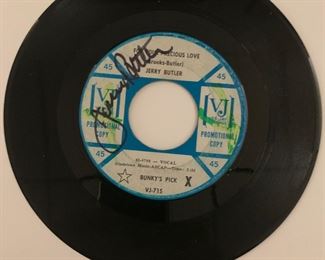 PRECIOUS LOVE
(Brooks-Butler)
JERRY BUTLER
45 45
VJ VJ
PROMOTIONAL COPY PROMOTIONAL COPY
45 45
VOCAL
BUNKY'S PICK X
VJ-715